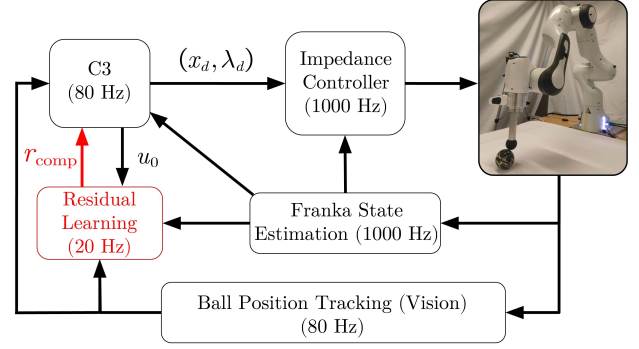 C3
(80 Hz)
(x_d, λ_d)
Impedance
Controller
(1000 Hz)
r_comp
u_0
Residual
Learning
(20 Hz)
Franka State
Estimation (1000 Hz)
Ball Position Tracking (Vision)
(80 Hz)